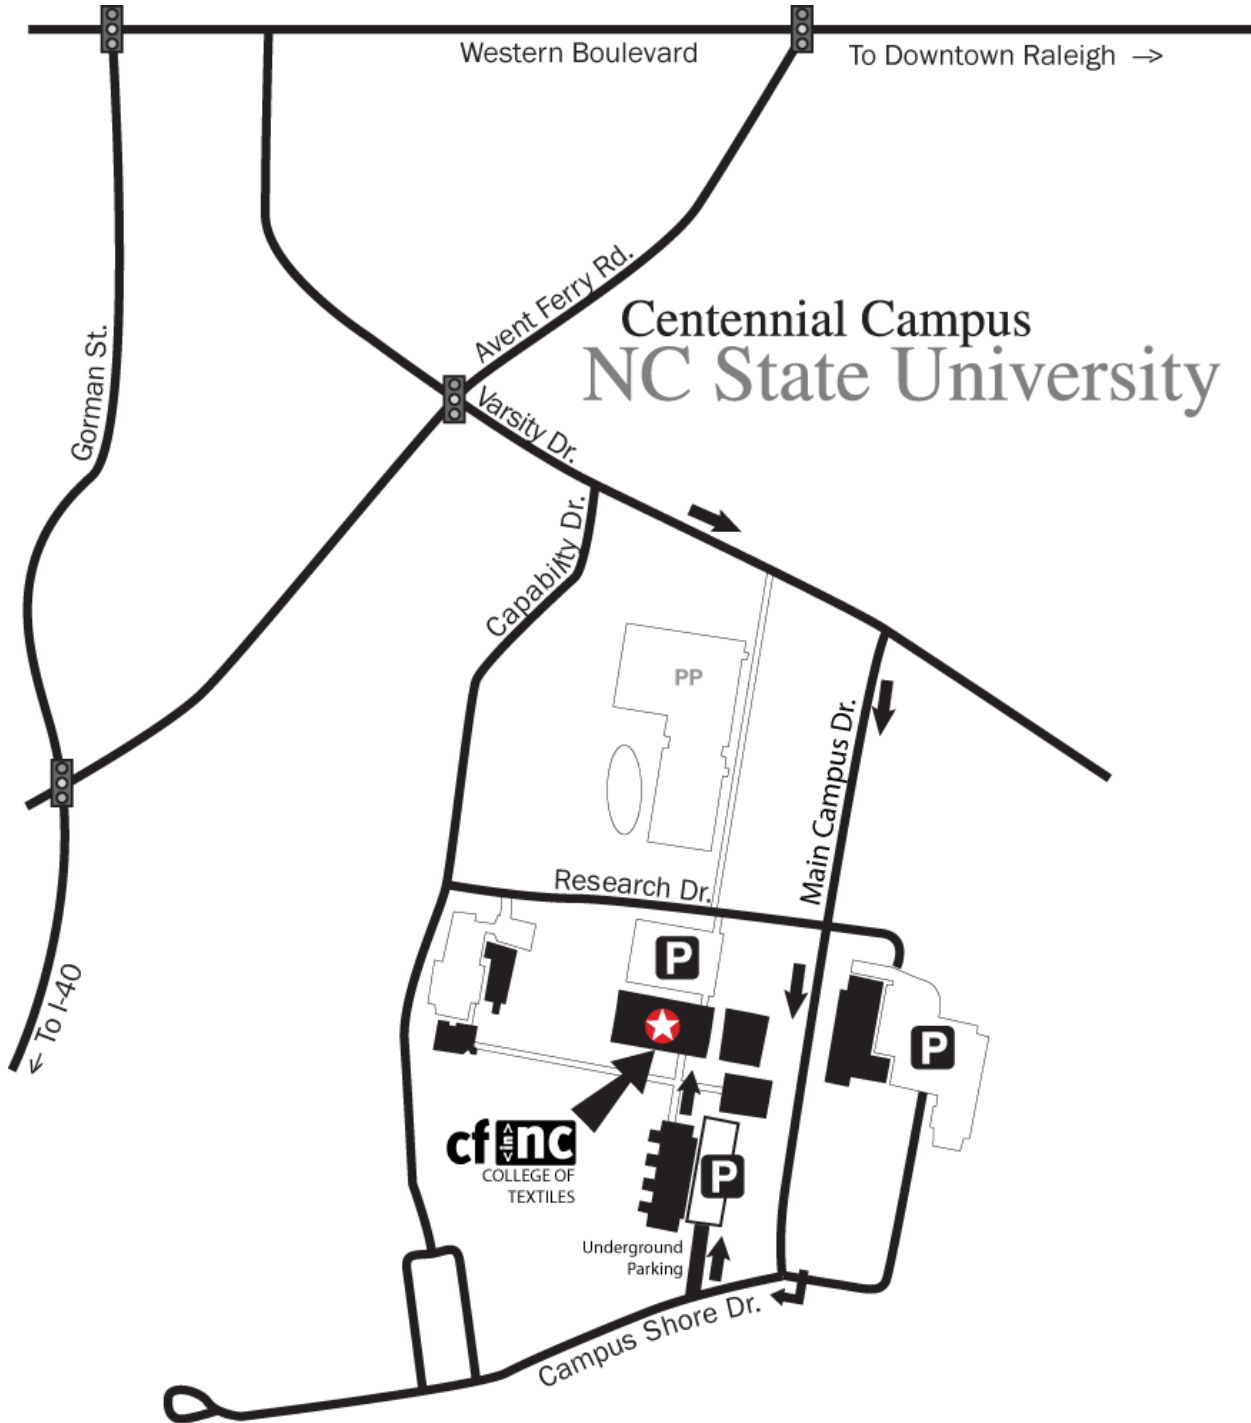 Western Boulevard
To Downtown Raleigh →
Gorman St.
Avent Ferry Rd.
Centennial Campus
NC State University
Varsity Dr.
Capability Dr.
PP
Main Campus Dr.
Research Dr.
P
← To I-40
P
cf <in> nc
COLLEGE OF
TEXTILES
P
Underground
Parking
Campus Shore Dr.